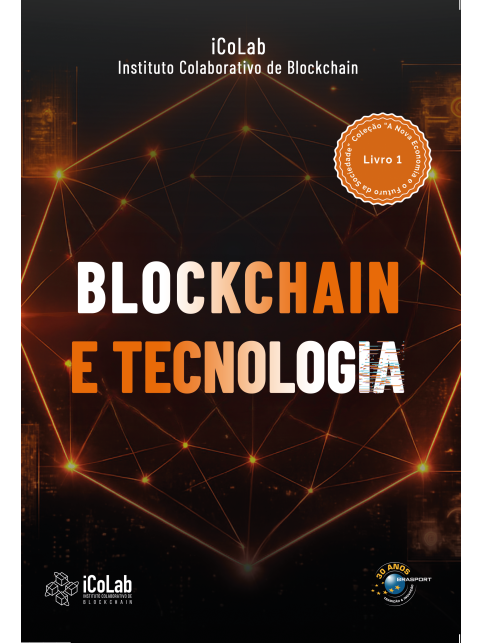 iCoLab
Instituto Colaborativo de Blockchain
Coleção "A Nova Economia e o Futuro da Sociedade"
Livro 1
BLOCKCHAIN
E TECNOLOGIA
iCoLab
INSTITUTO COLABORATIVO DE
BLOCKCHAIN
30 ANOS
BRASPORT